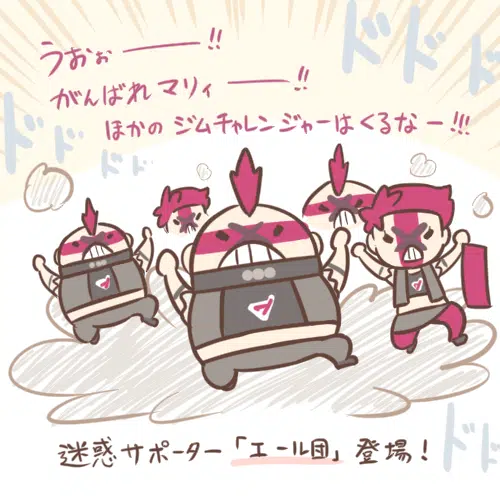 うおぉ――!!
がんばれマリィ――!!
ほかのジムチャレンジャーはくるなー!!!
ドドド
ドドド
ドド
迷惑サポーター「エール団」登場!